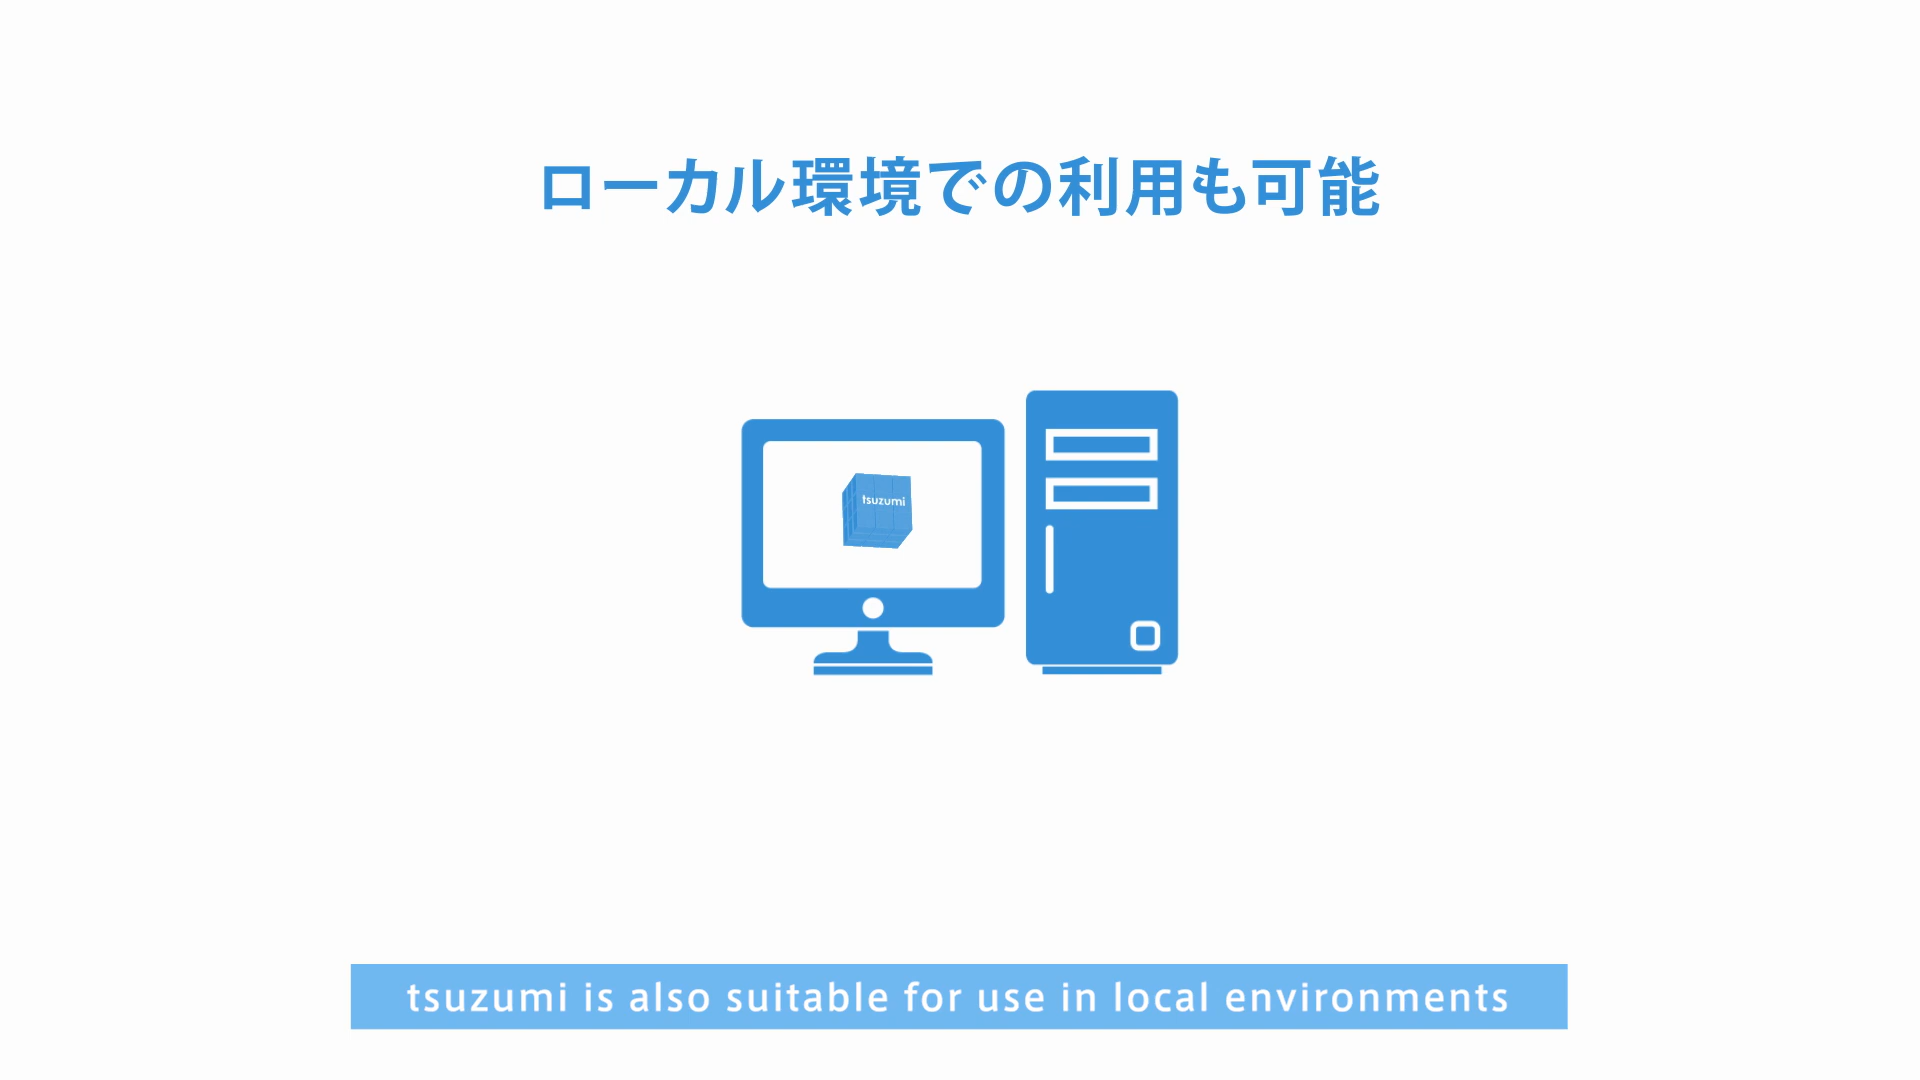 ローカル環境での利用も可能
tsuzumi
tsuzumi is also suitable for use in local environments